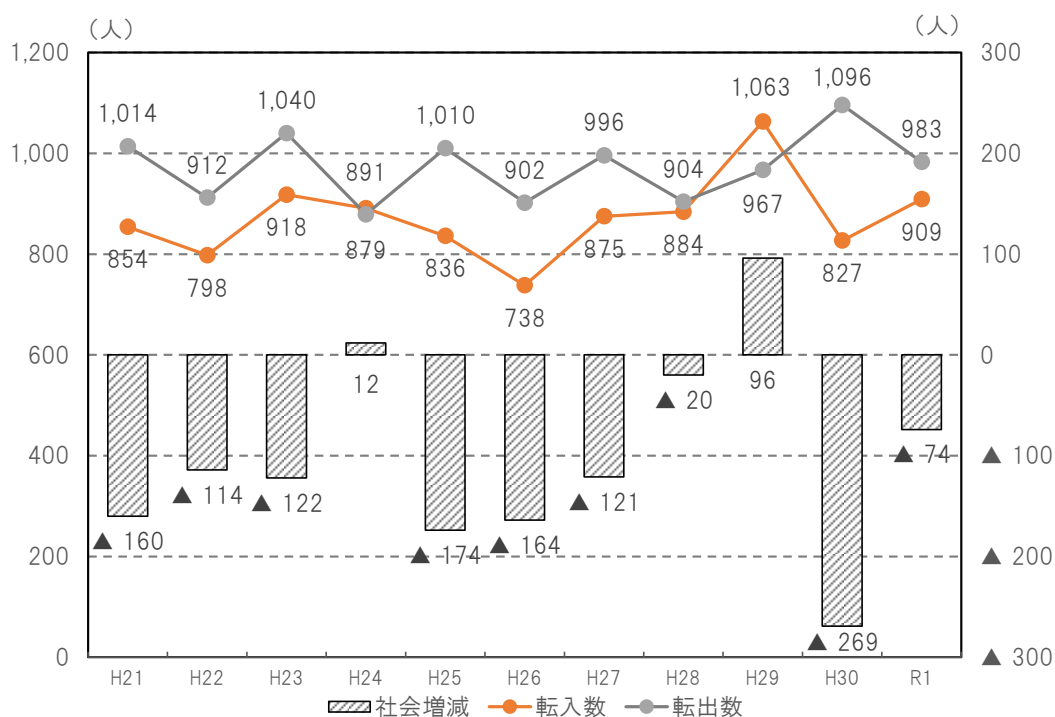 （人） （人）
1,200 300
1,096
1,063
1,014 1,040 1,010 996 983
1,000 200
912 891 902 904
967
918
854 879 836 875 884 909
798 827
800 100
738
600 0
12 96
▲ 20
400 ▲ 74 ▲ 100
▲ 114 ▲ 122 ▲ 121
▲ 160 ▲ 174 ▲ 164
200 ▲ 200
▲ 269
0 ▲ 300
H21 H22 H23 H24 H25 H26 H27 H28 H29 H30 R1
社会増減 転入数 転出数